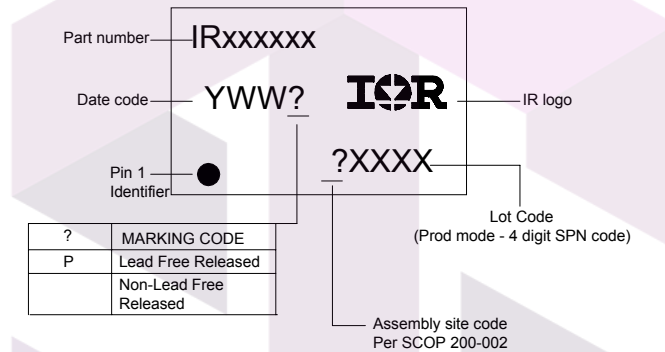 Part number
IRxxxxxx
Date code
YWW?
IOR
IR logo
Pin 1
Identifier
?XXXX
Lot Code
(Prod mode - 4 digit SPN code)
? MARKING CODE
P Lead Free Released
Non-Lead Free
Released
Assembly site code
Per SCOP 200-002